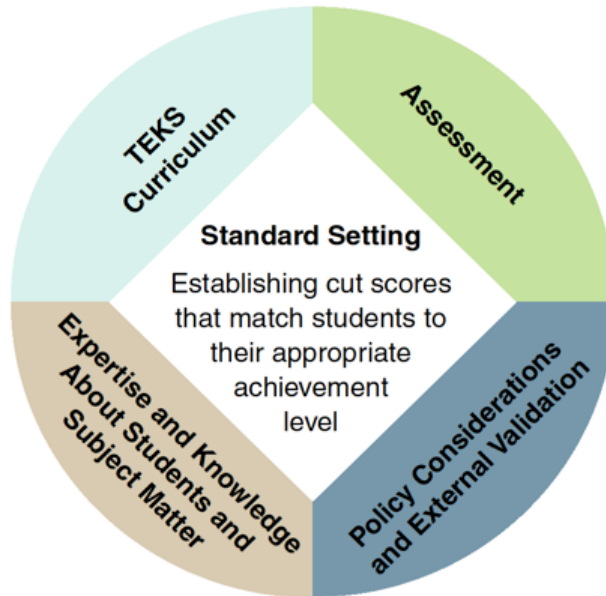 TEKS
Curriculum
Assessment
Standard Setting
Establishing cut scores
that match students to
their appropriate
achievement
level
Expertise and Knowledge
About Students and
Subject Matter
Policy Considerations
and External Validation